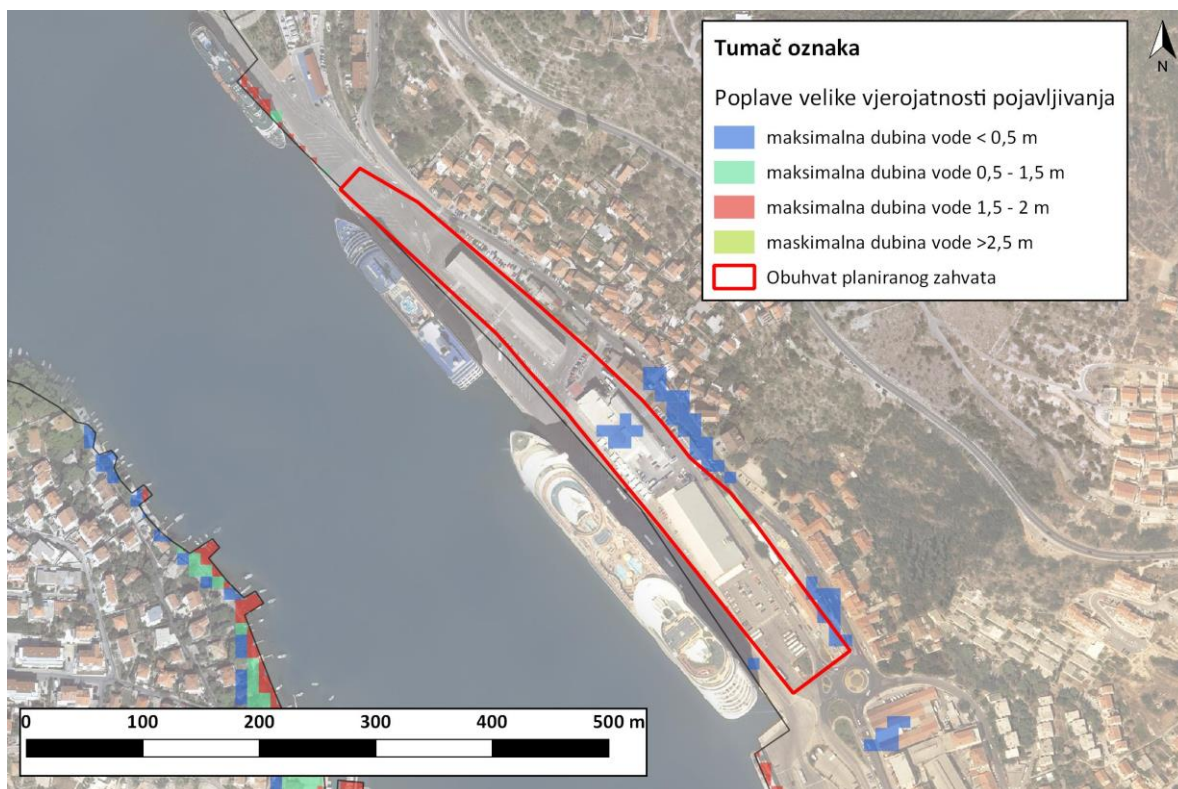 Tumač oznaka
N
Poplave velike vjerojatnosti pojavljivanja
maksimalna dubina vode < 0,5 m
maksimalna dubina vode 0,5 - 1,5 m
maksimalna dubina vode 1,5 - 2 m
maskimalna dubina vode >2,5 m
Obuhvat planiranog zahvata
0 100 200 300 400 500 m